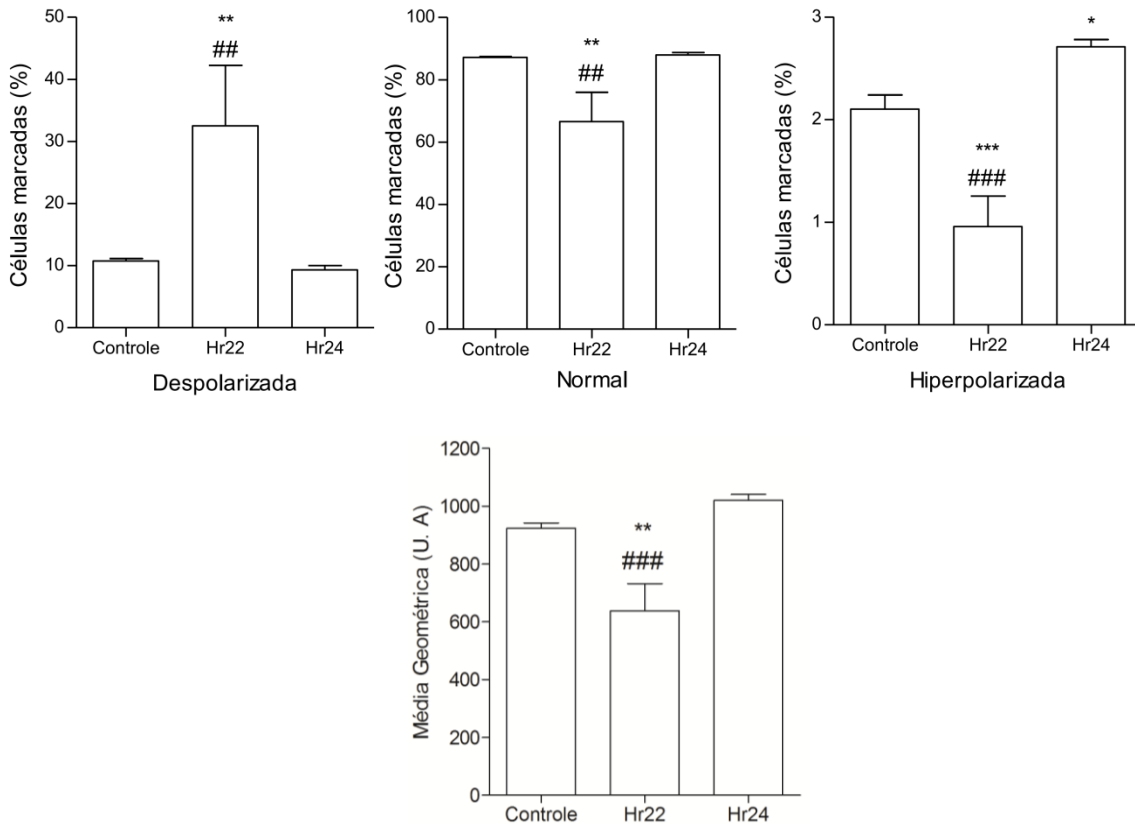 Células marcadas (%)
50
40
30
20
10
0
**
##
Controle
Hr22
Hr24
Despolarizada
Células marcadas (%)
100
80
60
40
20
0
**
##
Controle
Hr22
Hr24
Normal
Células marcadas (%)
3
2
1
0
***
###
*
Controle
Hr22
Hr24
Hiperpolarizada
Média Geométrica (U. A)
1200
1000
800
600
400
200
0
**
###
Controle
Hr22
Hr24